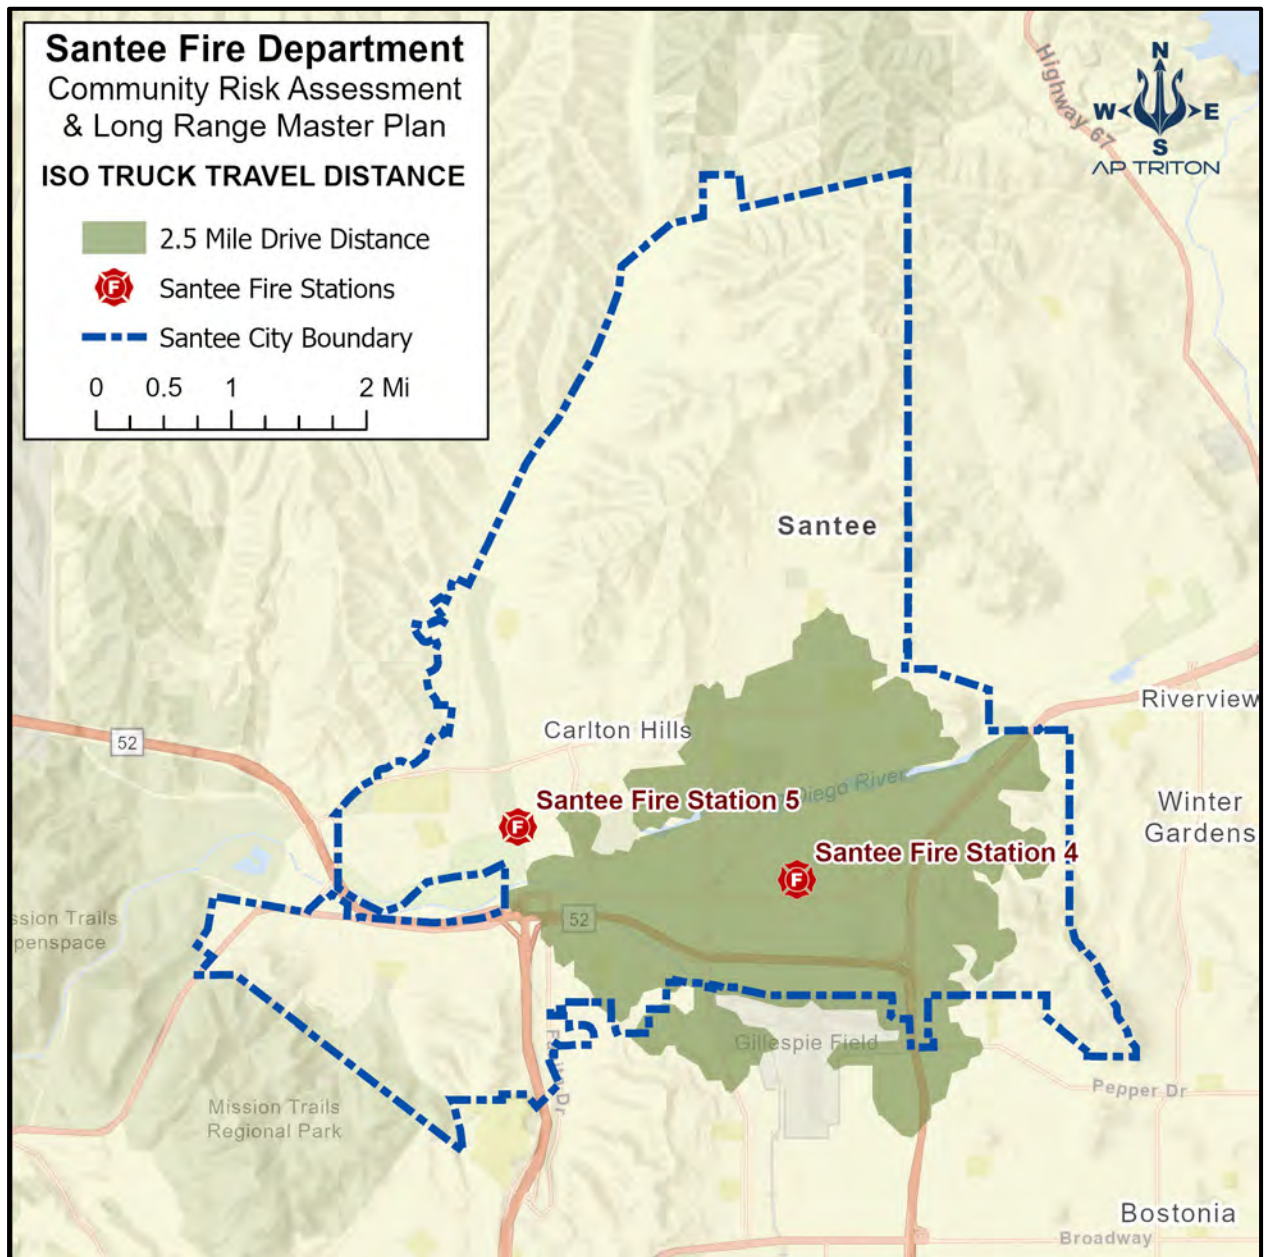 Santee Fire Department
Community Risk Assessment
& Long Range Master Plan
ISO TRUCK TRAVEL DISTANCE
2.5 Mile Drive Distance
F
Santee Fire Stations
Santee City Boundary
0 0.5 1 2 Mi
N
W E
S
AP TRITON
Highway 67
Santee
Riverview
52
Carlton Hills
Diego River
Santee Fire Station 5
F
Winter
Gardens
Santee Fire Station 4
F
52
ssion Trails
penspace
Gillespie Field
Pepper Dr
Mission Trails
Regional Park
Dr
Bostonia
Broadway